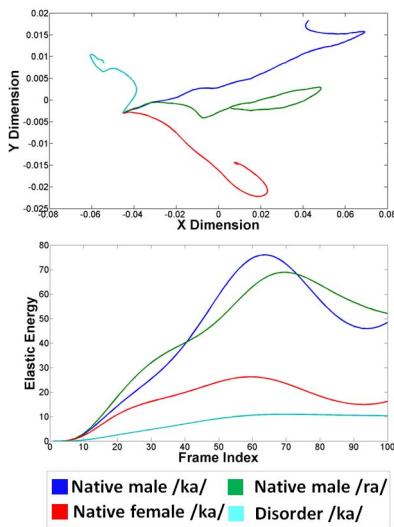 0.02
0.015
0.01
0.005
0
-0.005
-0.01
-0.015
-0.02
-0.025
Y Dimension
-0.08 -0.06 -0.04 -0.02 0 0.02 0.04 0.06 0.08
X Dimension
80
70
60
50
40
30
20
10
0
Elastic Energy
0 10 20 30 40 50 60 70 80 90 100
Frame Index
Native male /ka/ Native male /ra/
Native female /ka/ Disorder /ka/